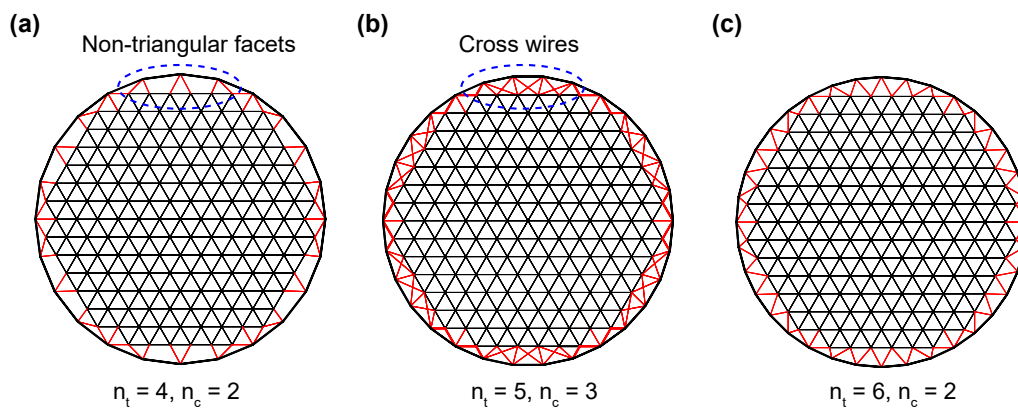 (a)
Non-triangular facets
n_t = 4, n_c = 2
(b)
Cross wires
n_t = 5, n_c = 3
(c)
n_t = 6, n_c = 2